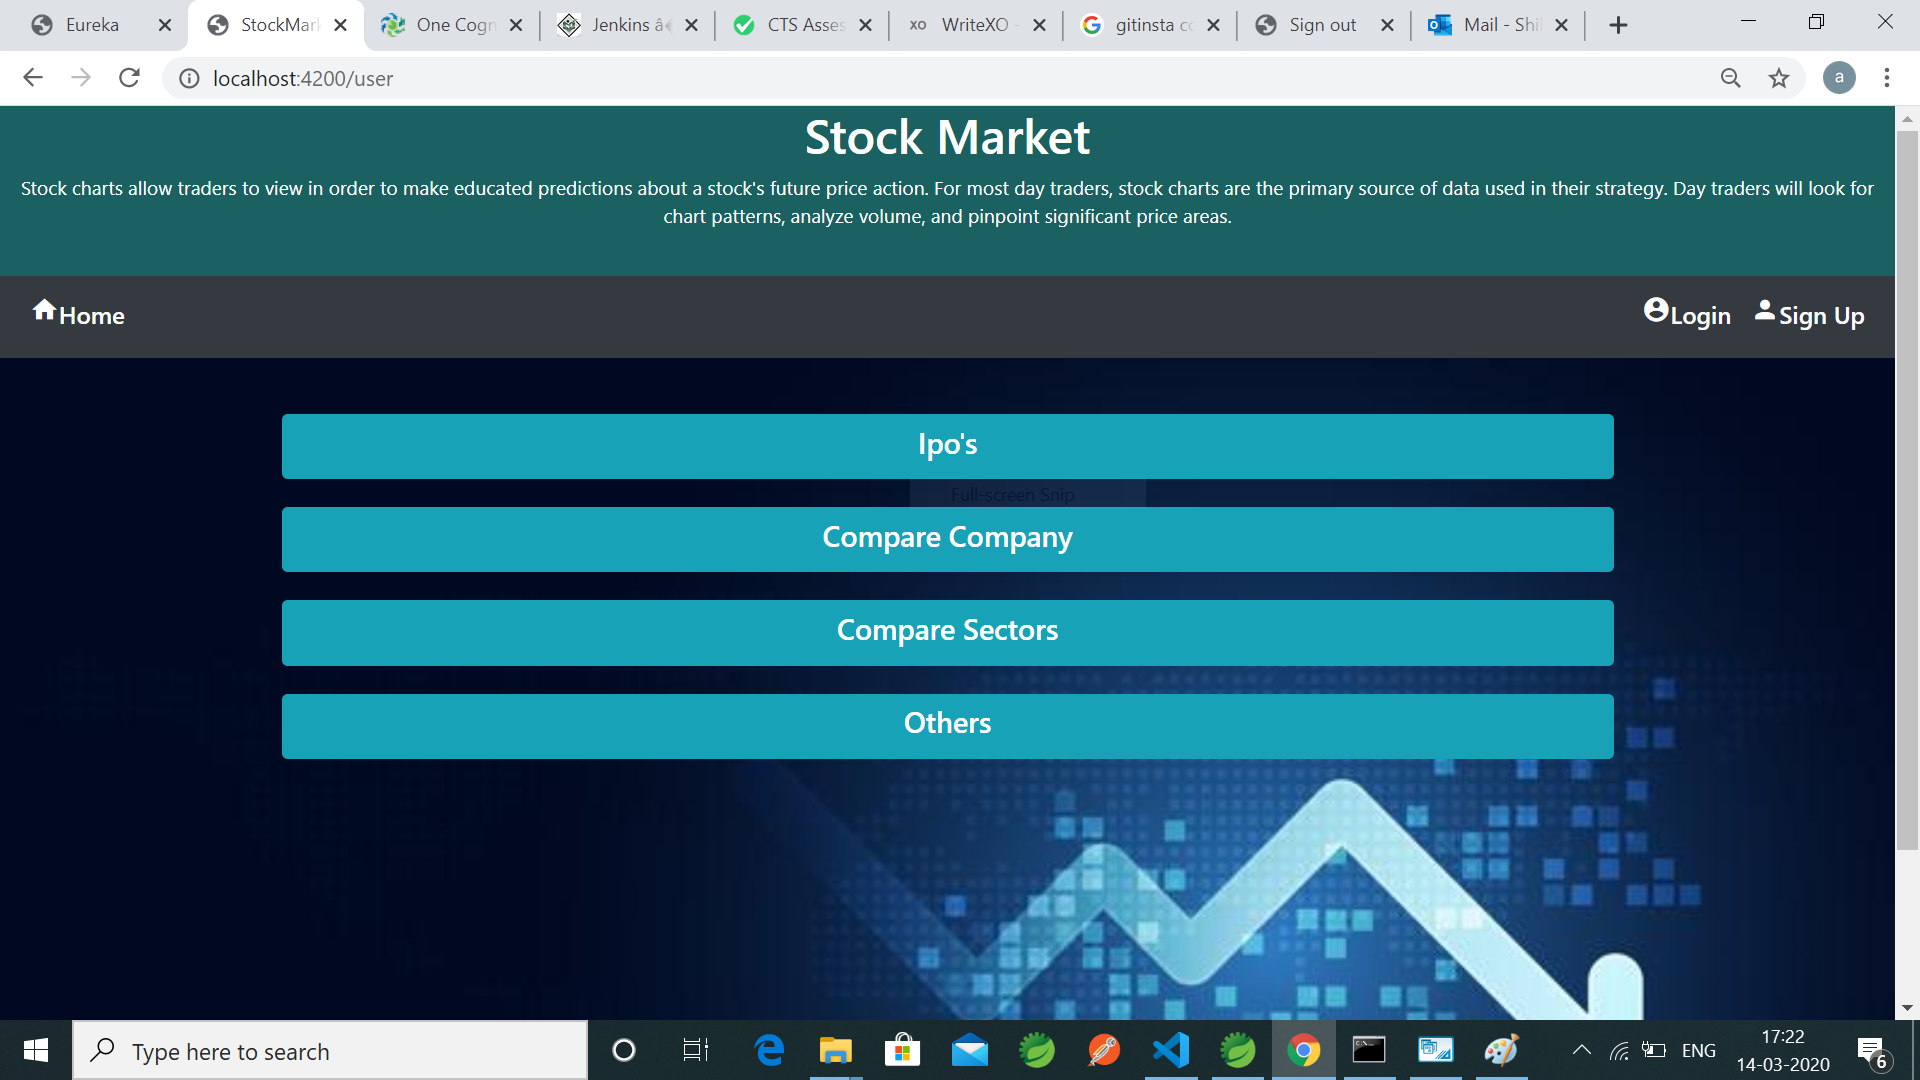 Eureka
StockMark
One Cogn
Jenkins â
CTS Asses
WriteXO -
gitinsta co
Sign out
Mail - Shil
localhost:4200/user
a
Stock Market
Stock charts allow traders to view in order to make educated predictions about a stock's future price action. For most day traders, stock charts are the primary source of data used in their strategy. Day traders will look for
chart patterns, analyze volume, and pinpoint significant price areas.
Home
Login
Sign Up
Ipo's
Full-screen Snip
Compare Company
Compare Sectors
Others
Type here to search
ENG
17:22
14-03-2020
6